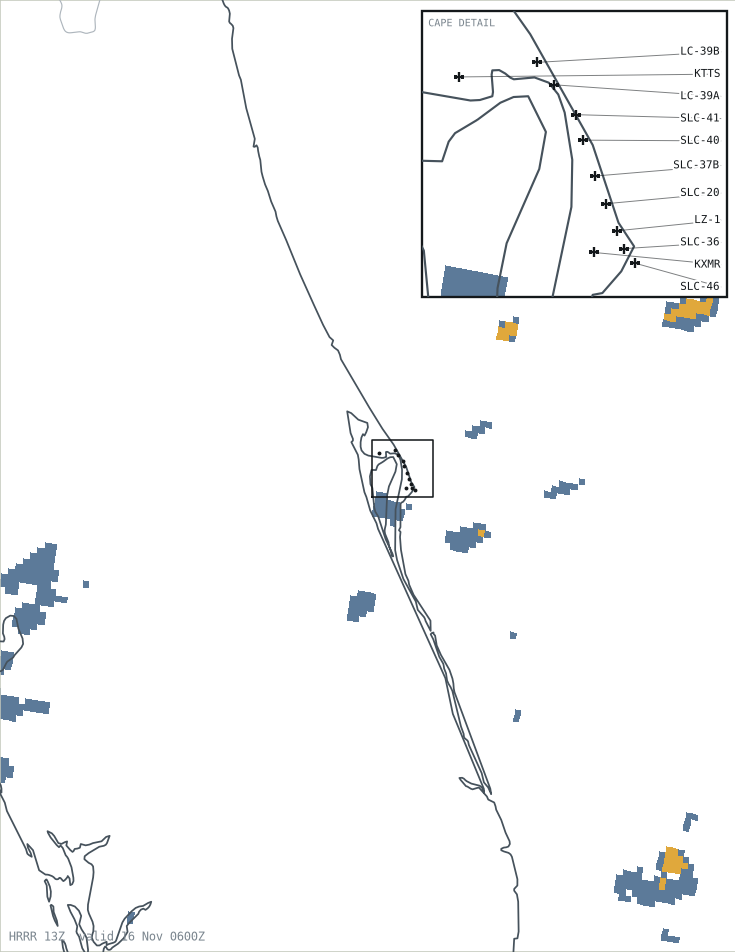 CAPE DETAIL
LC-39B
KTTS
LC-39A
SLC-41
SLC-40
SLC-37B
SLC-20
LZ-1
SLC-36
KXMR
SLC-46
HRRR 13Z valid 16 Nov 0600Z